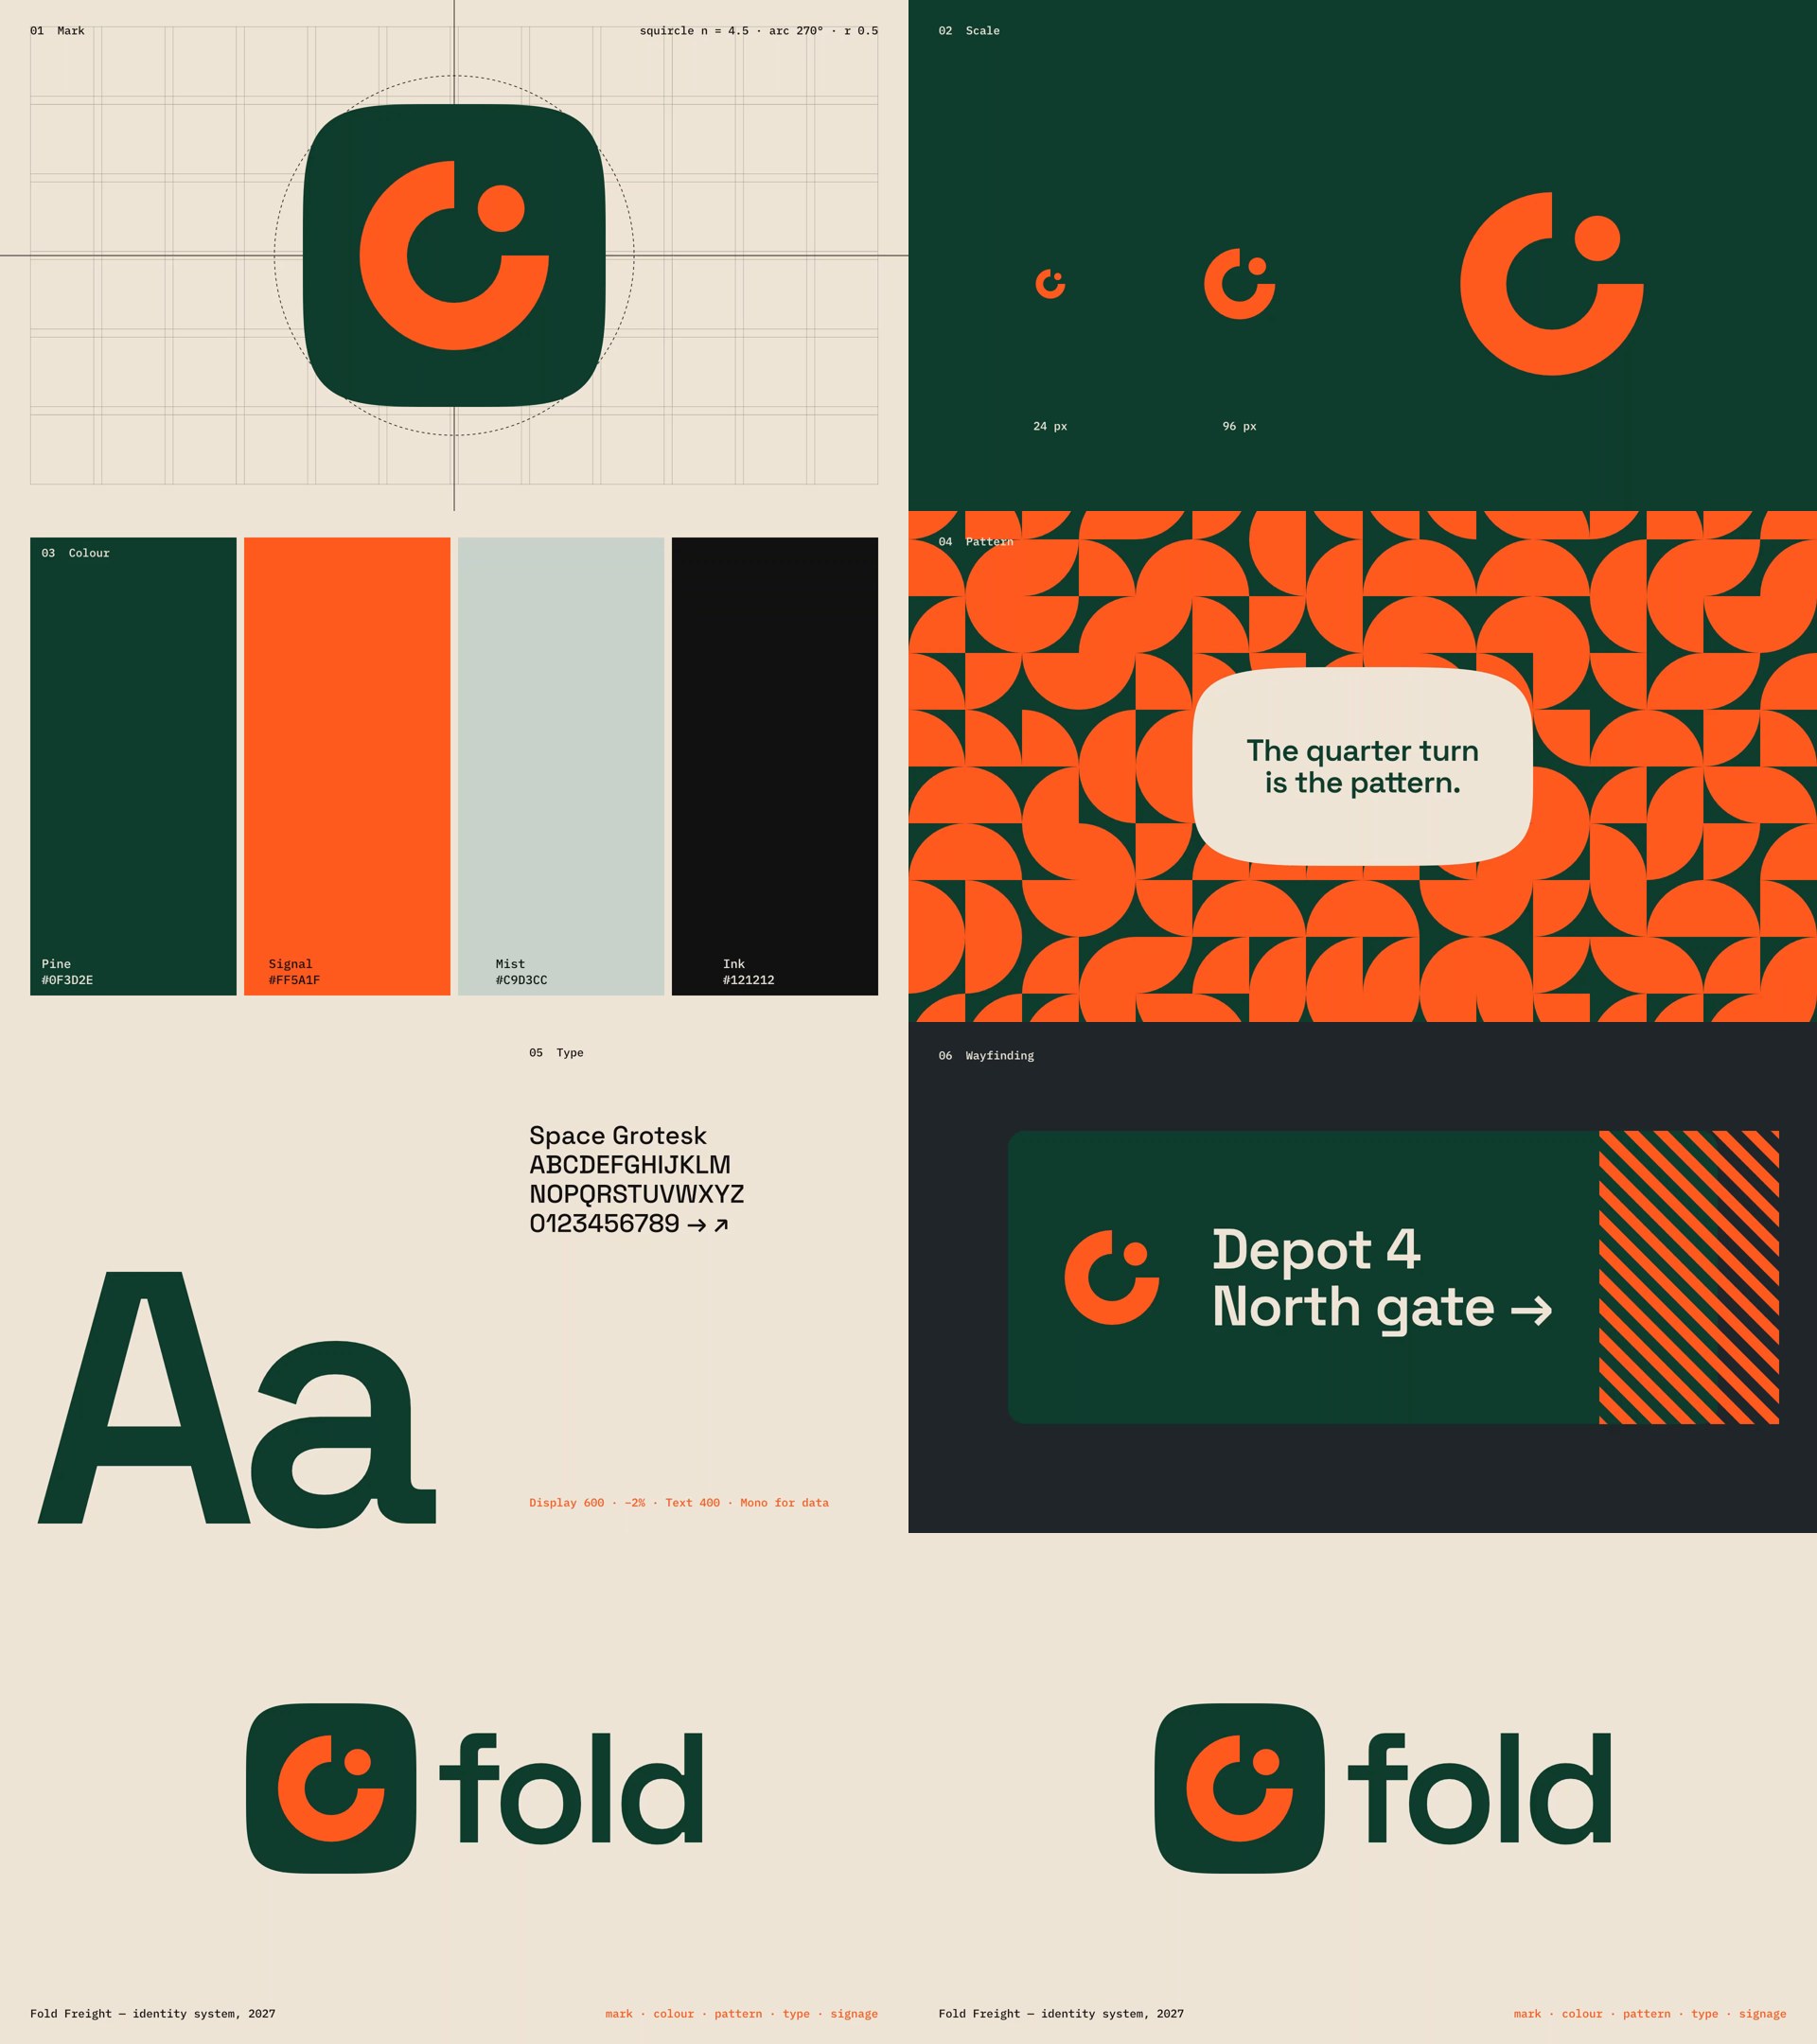 01  Mark
squircle n = 4.5 · arc 270° · r 0.5
02  Scale
24 px
96 px
03  Colour
Pine
#0F3D2E
Signal
#FF5A1F
Mist
#C9D3CC
Ink
#121212
04  Pattern
The quarter turn
is the pattern.
05  Type
Space Grotesk
ABCDEFGHIJKLM
NOPQRSTUVWXYZ
0123456789 → ↗
Aa
Display 600 · −2% · Text 400 · Mono for data
06  Wayfinding
Depot 4
North gate →
fold
Fold Freight — identity system, 2027
mark · colour · pattern · type · signage
fold
Fold Freight — identity system, 2027
mark · colour · pattern · type · signage